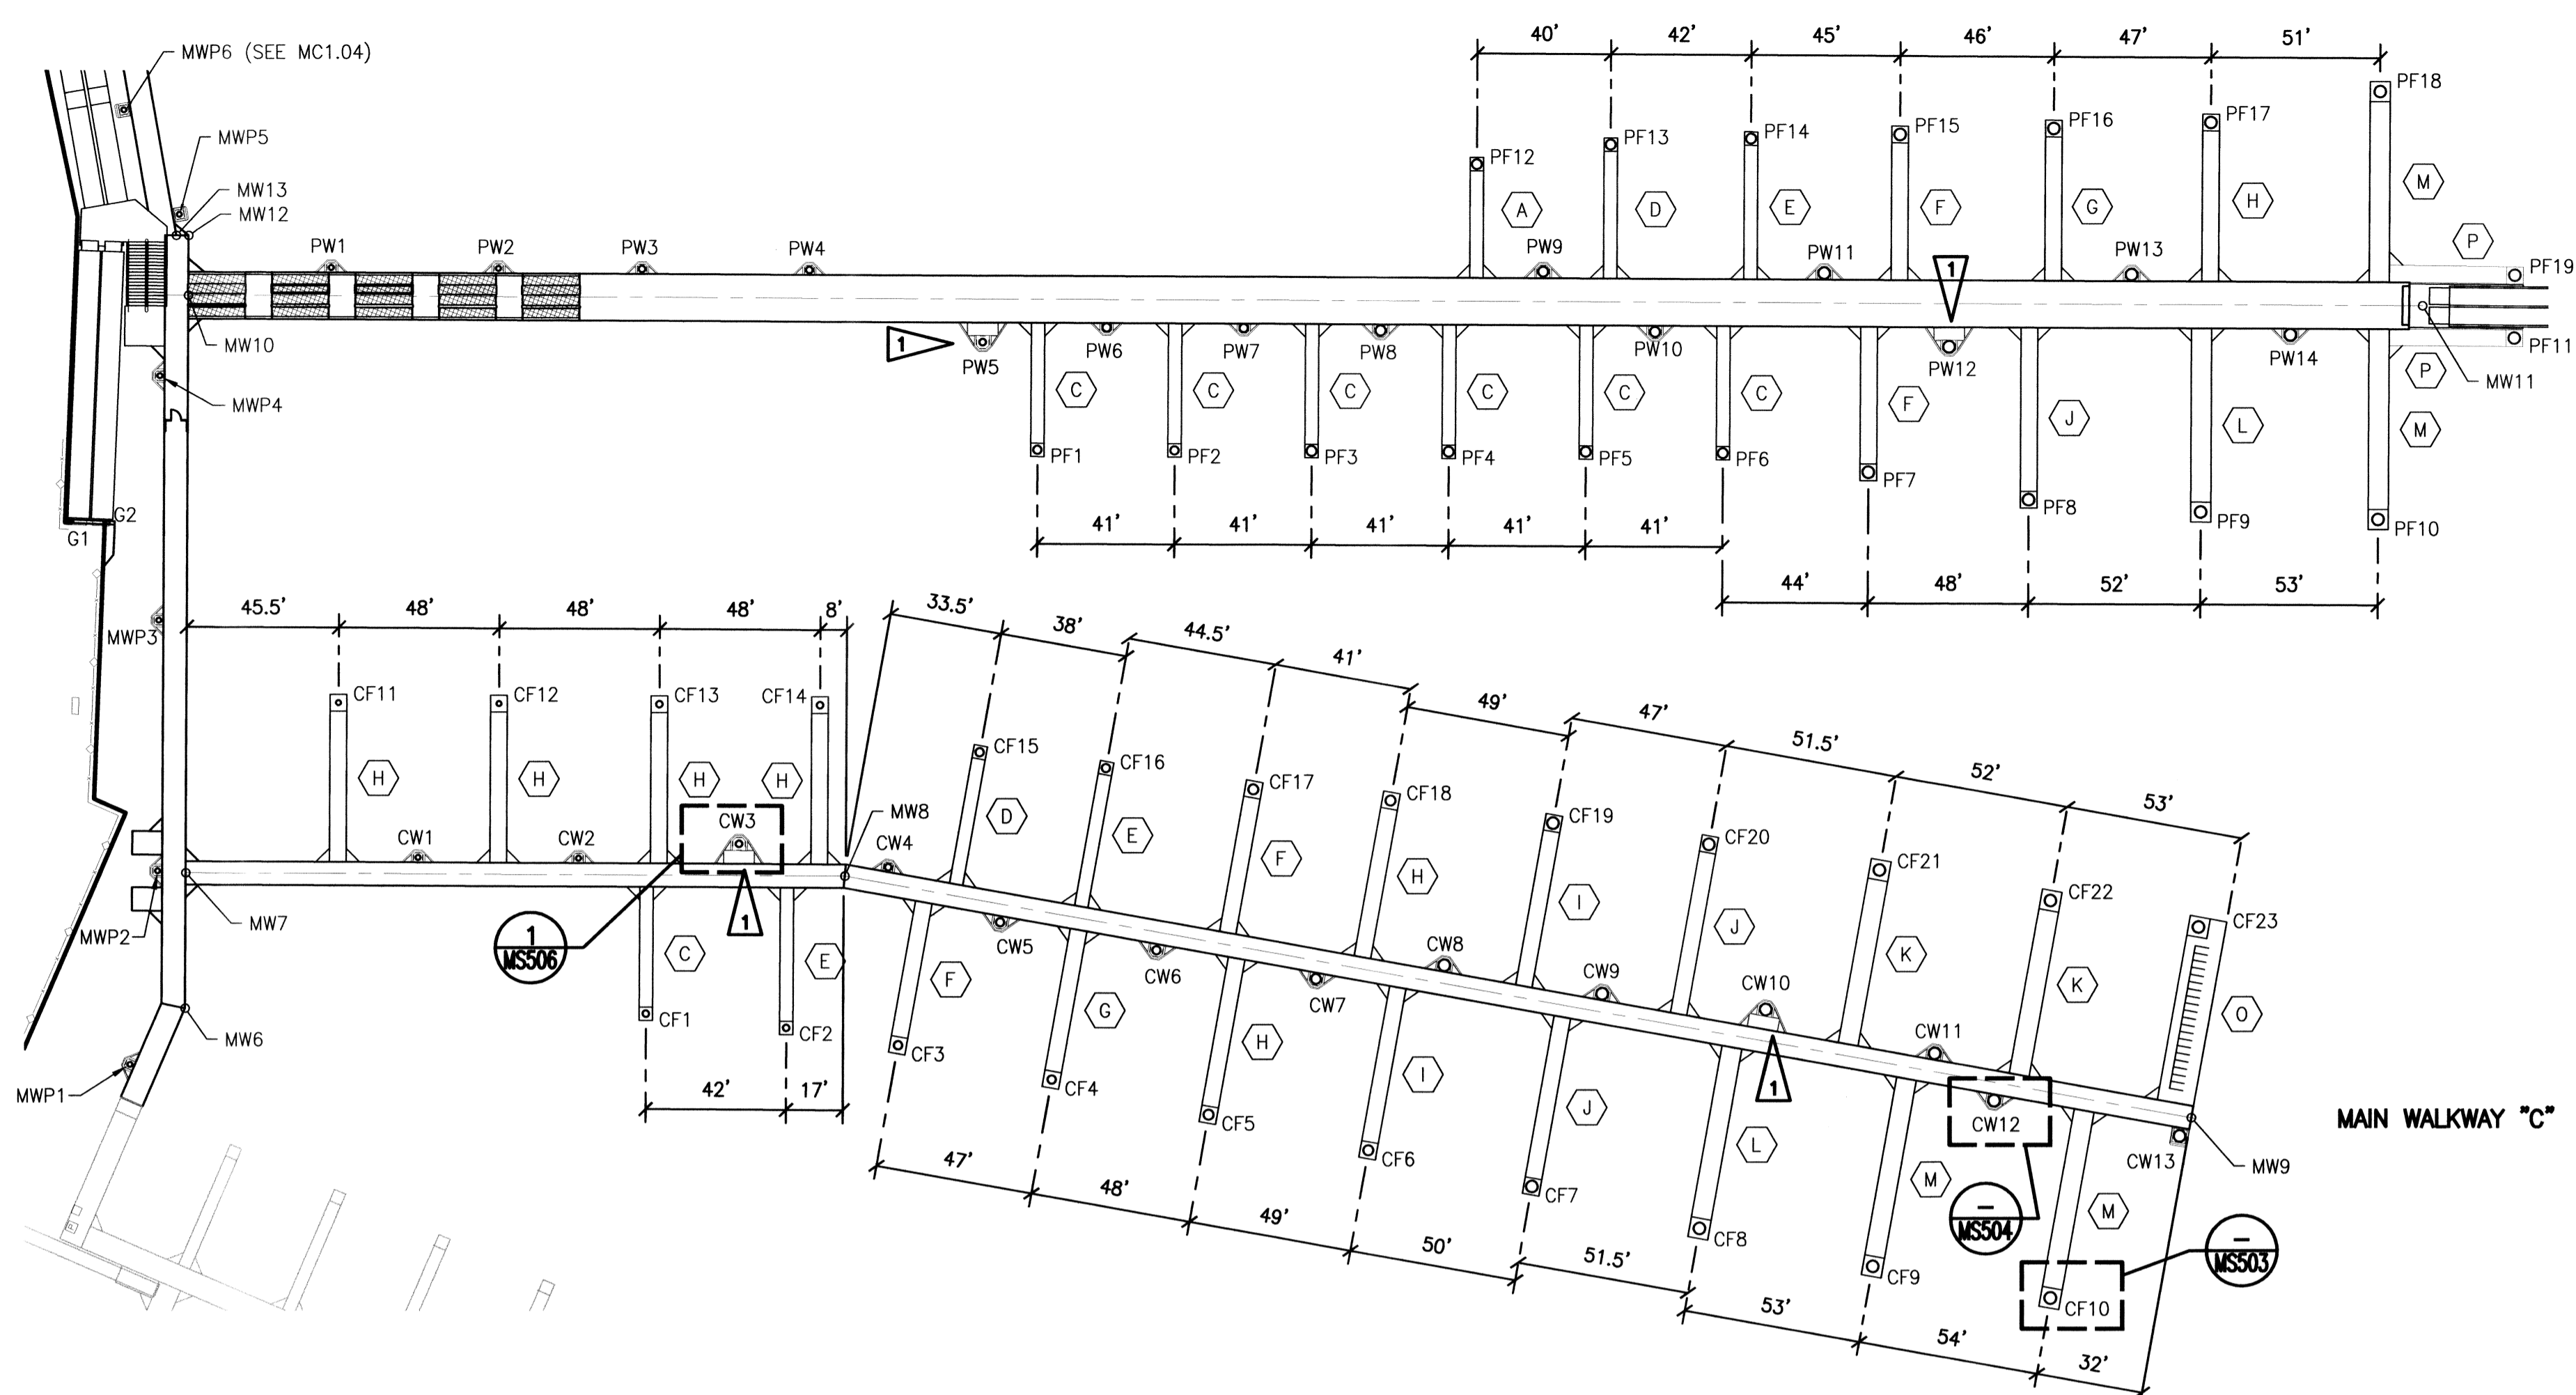 MWP6 (SEE MC1.04)
40' 42' 45' 46' 47' 51'
PF18
PF17
PF16
PF15
PF14
PF13
PF12
MWP5
MW13
MW12
A D E F G H M
P
PW1 PW2 PW3 PW4
PW9 PW11 1 PW13
PF19
MW10
1
PW5 PW6 PW7 PW8 PW10 PW12 PW14
PF11
P
MW11
MWP4
C C C C C C F J L M
PF1 PF2 PF3 PF4 PF5 PF6
PF7
PF8
PF9
PF10
G2
G1
41' 41' 41' 41' 41'
44' 48' 52' 53'
45.5' 48' 48' 48' 8'
33.5' 38' 44.5' 41'
49' 47' 51.5' 52' 53'
MWP3
CF11 CF12 CF13 CF14
CF15
CF16
CF17
CF18
CF19
CF20
CF21
CF22
CF23
H H H H
D E F H I J K K O
CW1 CW2 CW3
MW8
CW4
1
MWP2
MW7
1
MS506
C E
CW5
CW6
CW7
CW8
CW9
CW10
1
CW11
CW12
CW13
MW9
MAIN WALKWAY "C"
F G H I J L M M
MW6
MWP1
CF1
CF2
CF3
CF4
CF5
CF6
CF7
CF8
CF9
CF10
42' 17'
–
MS504
–
MS503
47' 48' 49' 50' 51.5' 53' 54' 32'